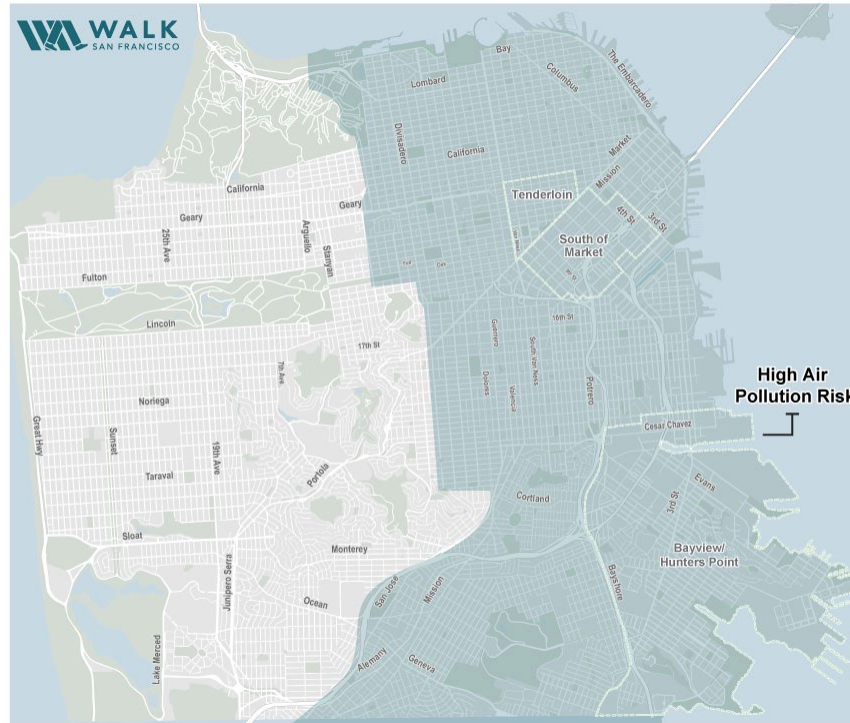 WALK
SAN FRANCISCO
Bay
Lombard
Columbus
The Embarcadero
Divisadero
California
Market
Mission
California
Tenderloin
Geary
Geary
4th St
3rd St
25th Ave
Arguello
Stanyan
South of
Market
Fulton
Fell
Oak
Lincoln
16th St
17th St
Guerrero
South Van Ness
7th Ave
Dolores
Valencia
Potrero
High Air
Pollution Risk
Noriega
Great Hwy
Sunset
19th Ave
Cesar Chavez
Taraval
Portola
Evans
3rd St
Cortland
Sloat
Monterey
Bayview/
Hunters Point
Junipero Serra
San Jose
Mission
Bayshore
Ocean
Lake Merced
Alemany
Geneva